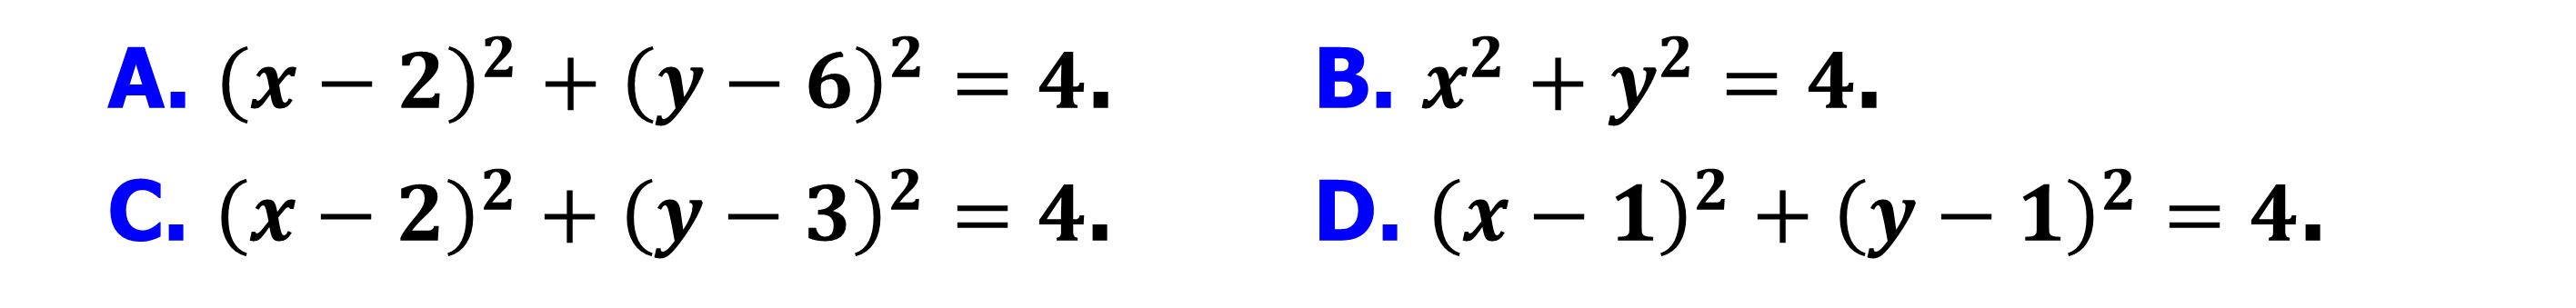 A. (x − 2)² + (y − 6)² = 4. B. x² + y² = 4.
C. (x − 2)² + (y − 3)² = 4. D. (x − 1)² + (y − 1)² = 4.